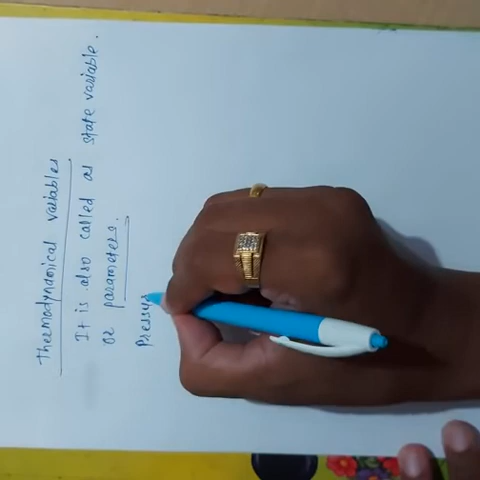 Thermodynamical variables
It is also called as state variable.
or parameters.
Pressu